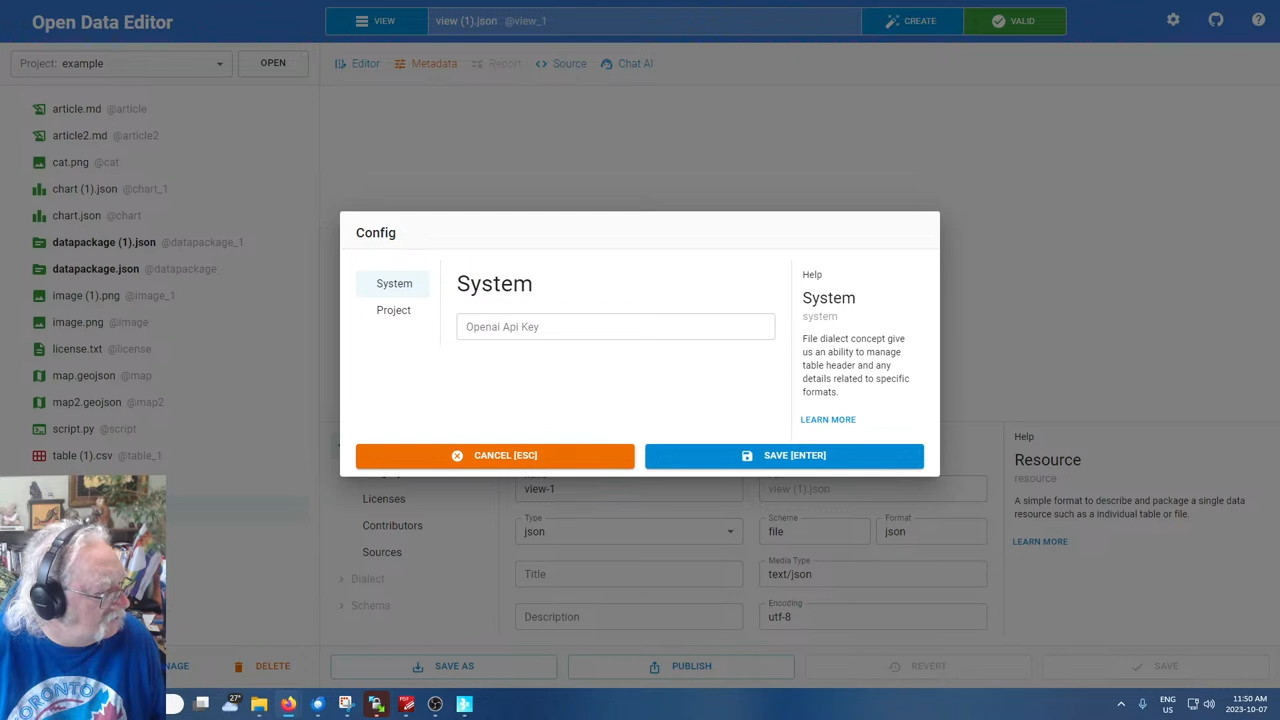 Open Data Editor
VIEW
view (1).json @view_1
CREATE
VALID
Project: example
OPEN
Editor
Metadata
Report
Source
Chat AI
article.md @article
article2.md @article2
cat.png @cat
chart (1).json @chart_1
chart.json @chart
datapackage (1).json @datapackage_1
datapackage.json @datapackage
image (1).png @image_1
image.png @image
license.txt @license
map.geojson @map
map2.geojson @map2
script.py @script
table (1).csv @table_1
Config
System
Project
System
Openai Api Key
Help
System
system
File dialect concept give
us an ability to manage
table header and any
details related to specific
formats.
LEARN MORE
CANCEL [ESC]
SAVE [ENTER]
Licenses
Contributors
Sources
Dialect
Schema
view-1
view (1).json
Type
json
Scheme
file
Format
json
Title
Media Type
text/json
Description
Encoding
utf-8
Help
Resource
resource
A simple format to describe and package a single data
resource such as a individual table or file.
LEARN MORE
NAGE
DELETE
SAVE AS
PUBLISH
REVERT
SAVE
TORONTO
27°
PDF
ENG
US
11:50 AM
2023-10-07